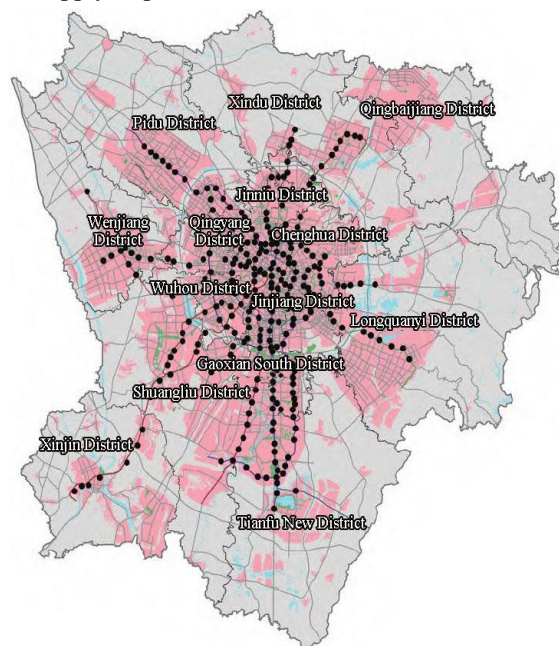 Xindu District
Qingbaijiang District
Pidu District
Jinniu District
Wenjiang
District
Qingyang
District
Chenghua District
Wuhou District
Jinjiang District
Longquanyi District
Gaoxian South District
Shuangliu District
Xinjin District
Tianfu New District